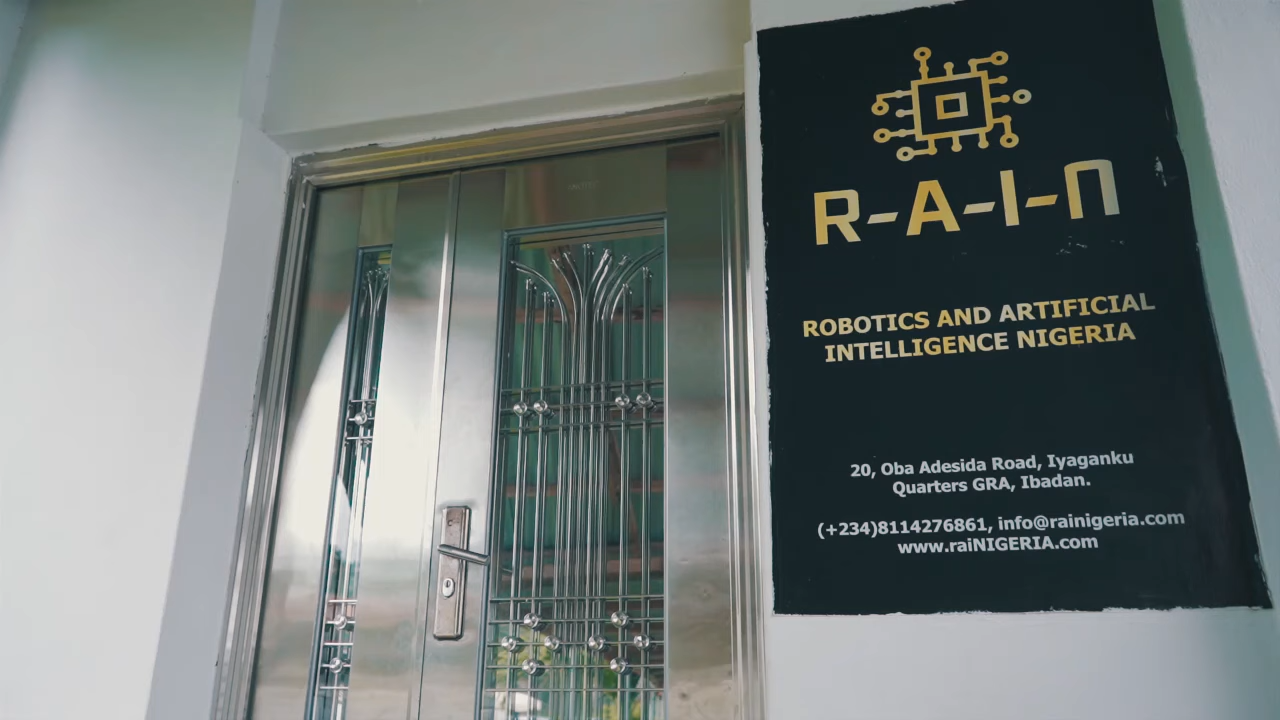 R-A-I-N
ROBOTICS AND ARTIFICIAL
INTELLIGENCE NIGERIA
20, Oba Adesida Road, Iyaganku
Quarters GRA, Ibadan.
(+234)8114276861, info@rainigeria.com
www.raiNIGERIA.com